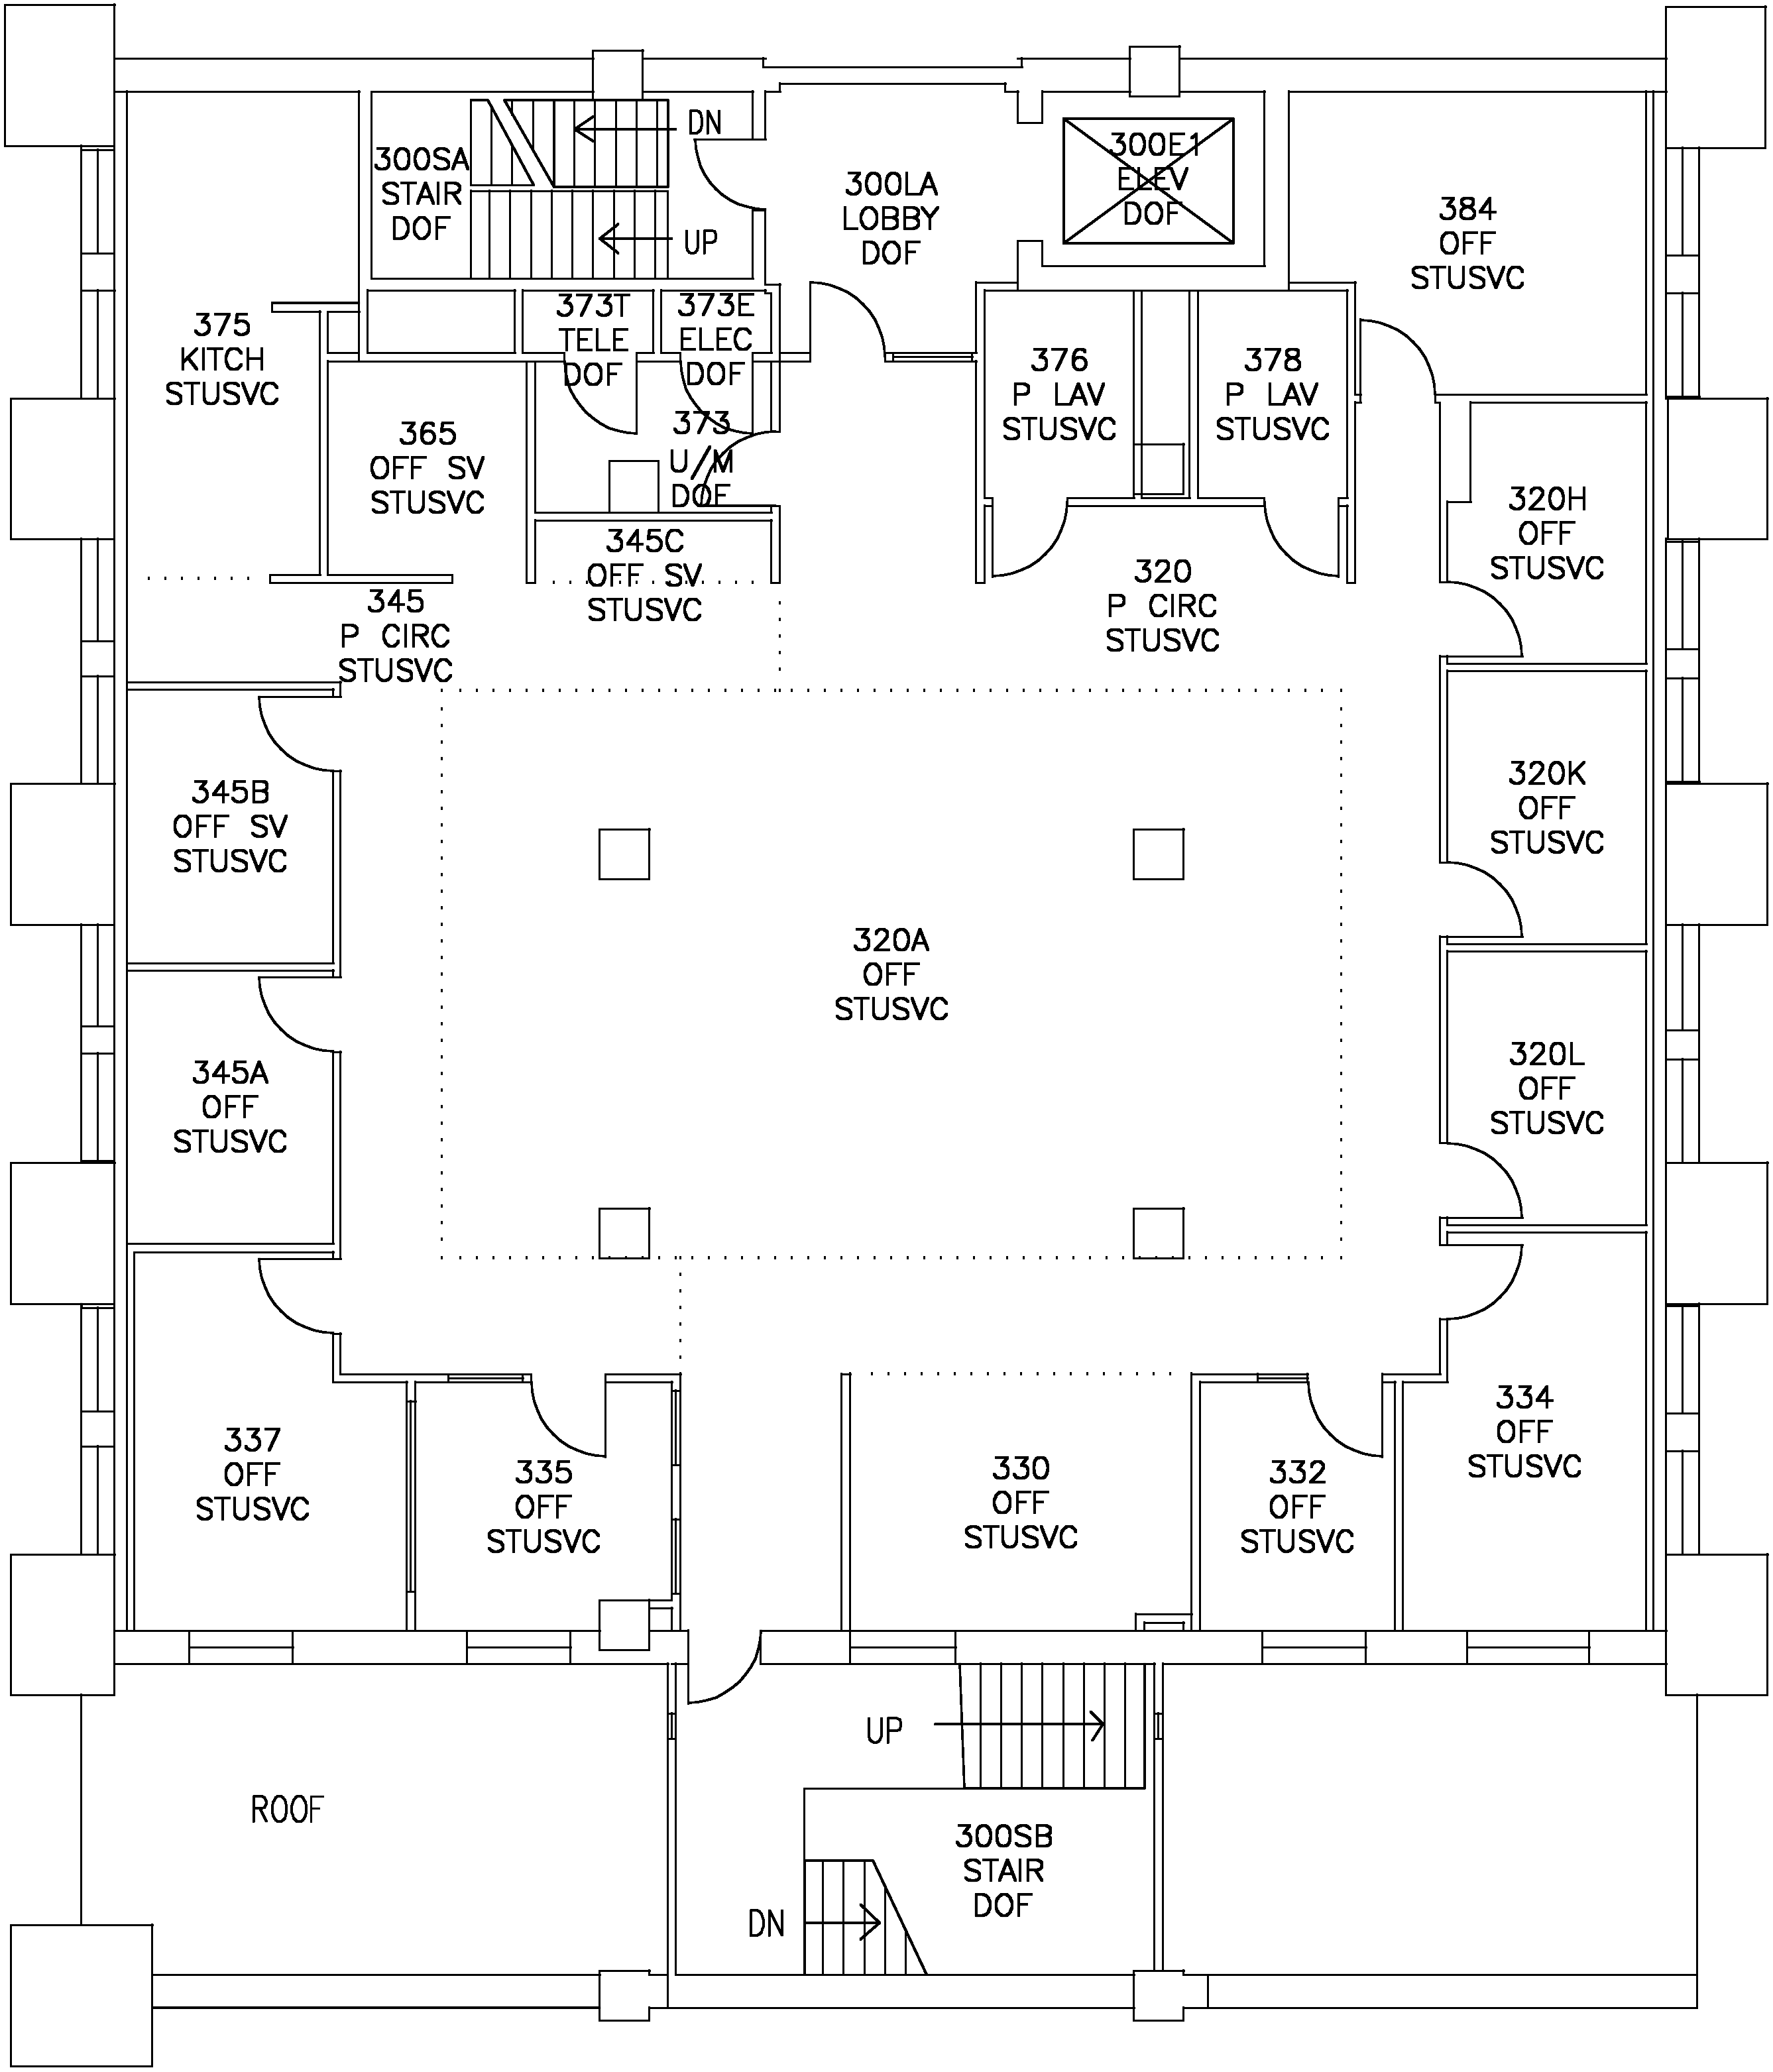 DN
300SA
STAIR
DOF
UP
300LA
LOBBY
DOF
300E1
ELEV
DOF
384
OFF
STUSVC
375
KITCH
STUSVC
373T
TELE
DOF
373E
ELEC
DOF
376
P LAV
STUSVC
378
P LAV
STUSVC
365
OFF SV
STUSVC
373
U/M
DOF
320H
OFF
STUSVC
345C
OFF SV
STUSVC
345
P CIRC
STUSVC
320
P CIRC
STUSVC
345B
OFF SV
STUSVC
320K
OFF
STUSVC
320A
OFF
STUSVC
345A
OFF
STUSVC
320L
OFF
STUSVC
337
OFF
STUSVC
335
OFF
STUSVC
330
OFF
STUSVC
332
OFF
STUSVC
334
OFF
STUSVC
UP
ROOF
300SB
STAIR
DOF
DN